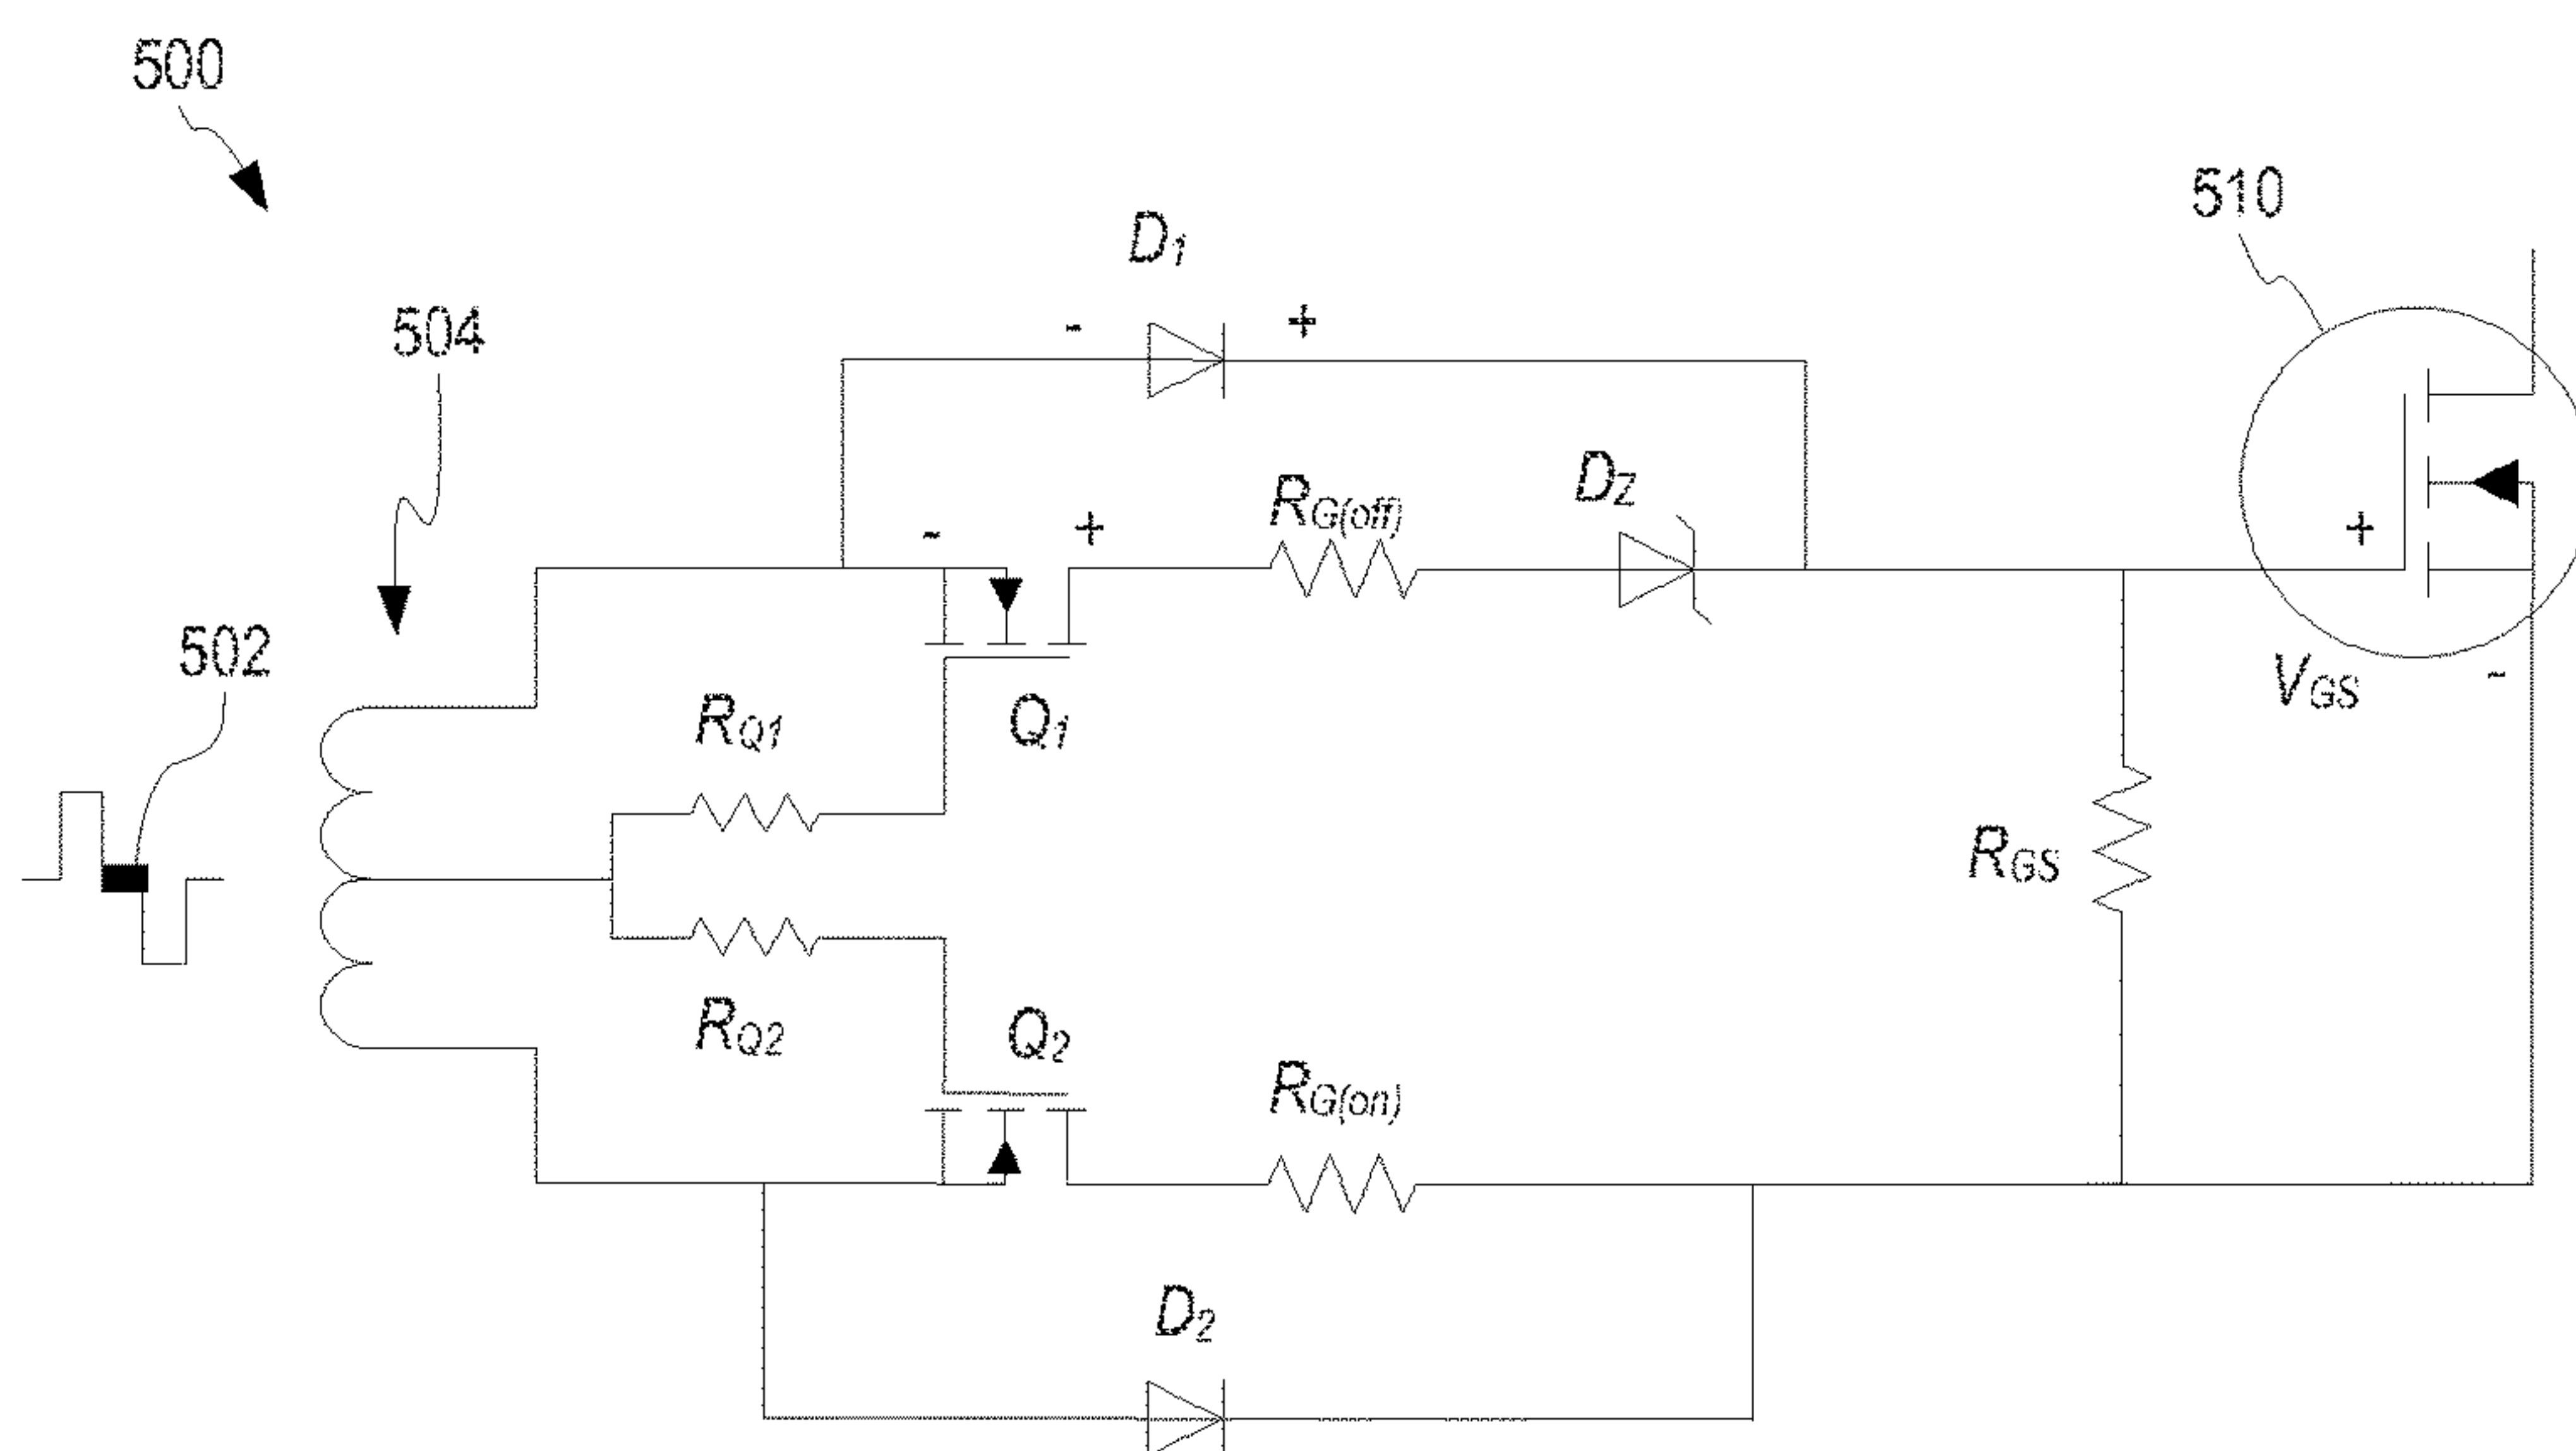 500
D1
510
- +
504
RG(off)
DZ
- +
+
502
RQ1
Q1
VGS
-
RGS
RQ2
Q2
RG(on)
D2